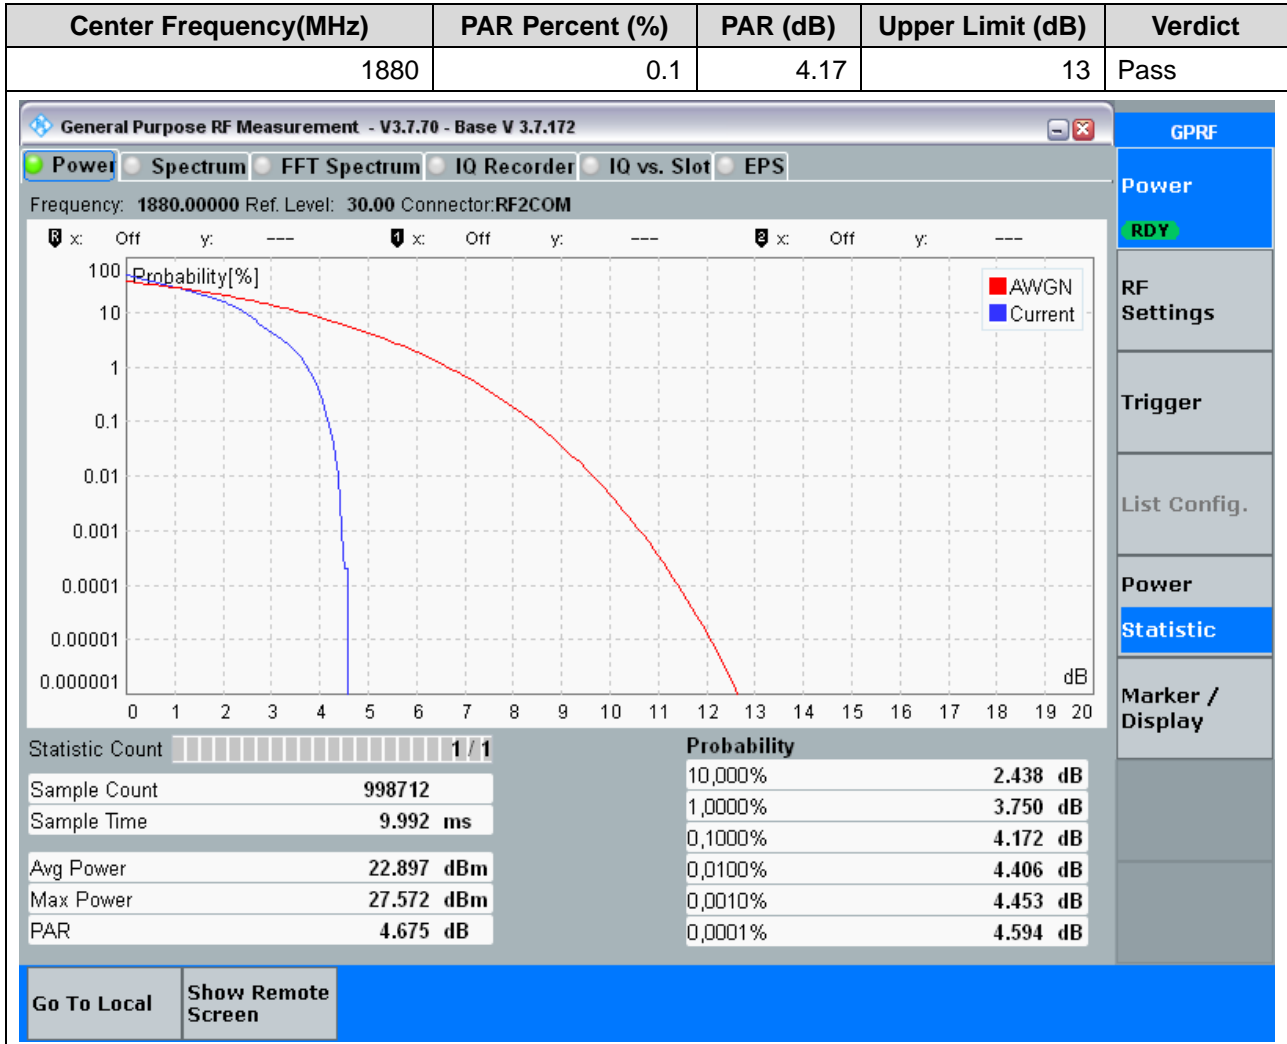 Center Frequency(MHz) PAR Percent (%) PAR (dB) Upper Limit (dB) Verdict
1880 0.1 4.17 13 Pass
General Purpose RF Measurement - V3.7.70 - Base V 3.7.172
GPRF
Power Spectrum FFT Spectrum IQ Recorder IQ vs. Slot EPS
Frequency: 1880.00000 Ref. Level: 30.00 Connector:RF2COM
R x: Off y: --- 1 x: Off y: --- 2 x: Off y: ---
Probability[%]
100
10
1
0.1
0.01
0.001
0.0001
0.00001
0.000001
AWGN
Current
dB
0 1 2 3 4 5 6 7 8 9 10 11 12 13 14 15 16 17 18 19 20
Statistic Count 1 / 1
Sample Count 998712
Sample Time 9.992 ms
Avg Power 22.897 dBm
Max Power 27.572 dBm
PAR 4.675 dB
Probability
10,000% 2.438 dB
1,0000% 3.750 dB
0,1000% 4.172 dB
0,0100% 4.406 dB
0,0010% 4.453 dB
0,0001% 4.594 dB
Power
RDY
RF
Settings
Trigger
List Config.
Power
Statistic
Marker /
Display
Go To Local
Show Remote
Screen